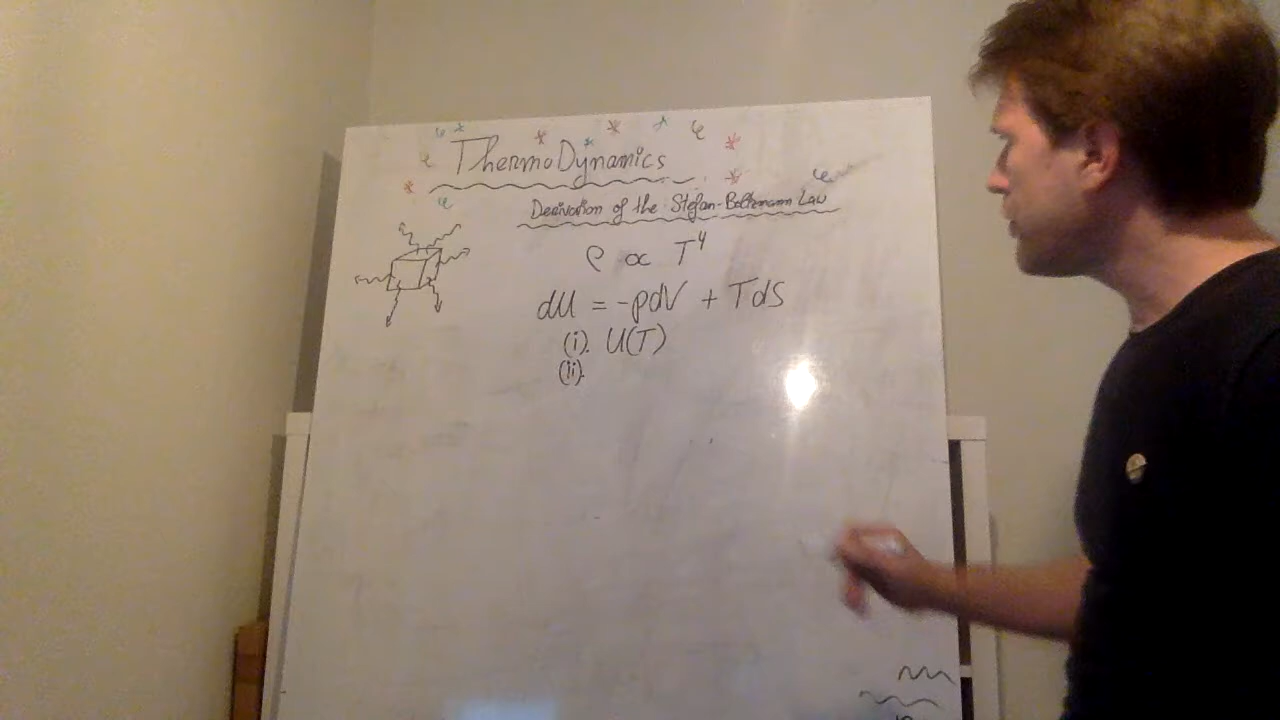 ThermoDynamics
Derivation of the Stefan-Boltzmann Law
ρ ∝ T⁴
dU = -pdV + TdS
(i). U(T)
(ii).